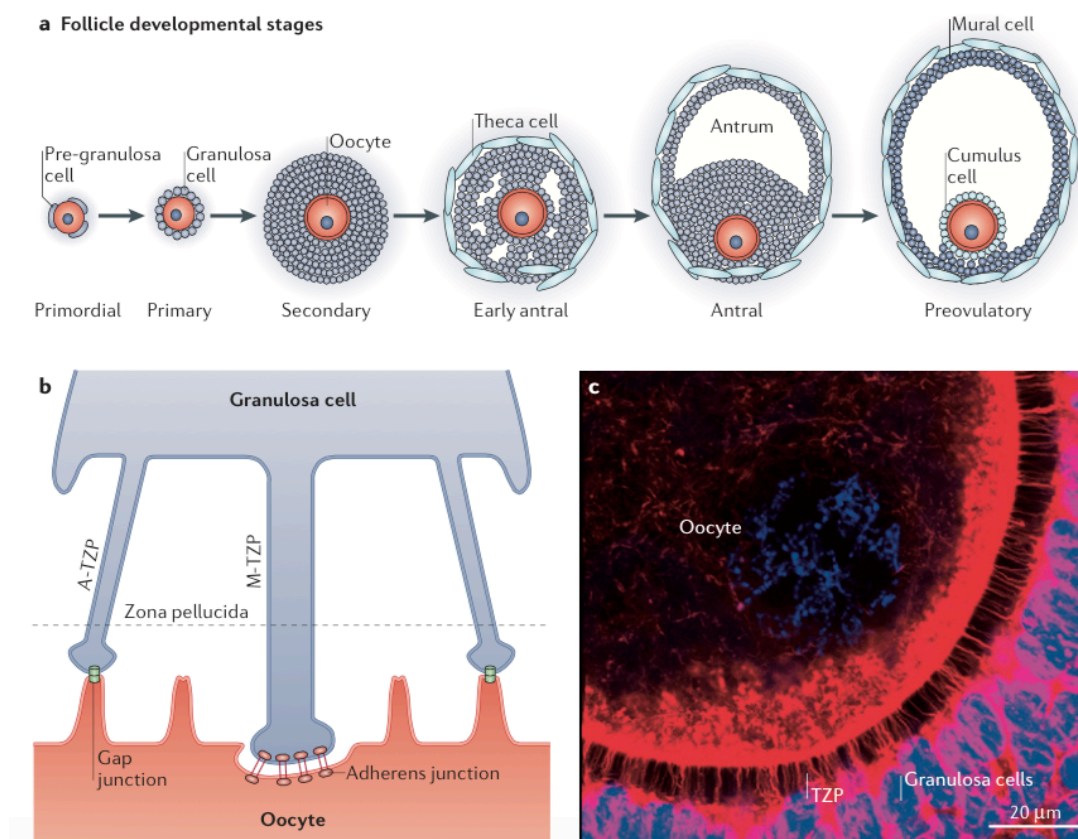 a Follicle developmental stages
Mural cell
Theca cell
Oocyte
Antrum
Pre-granulosa
cell
Granulosa
cell
Cumulus
cell
Primordial
Primary
Secondary
Early antral
Antral
Preovulatory
b
Granulosa cell
A-TZP
M-TZP
Zona pellucida
Gap
junction
Adherens junction
Oocyte
c
Oocyte
TZP
Granulosa cells
20 μm